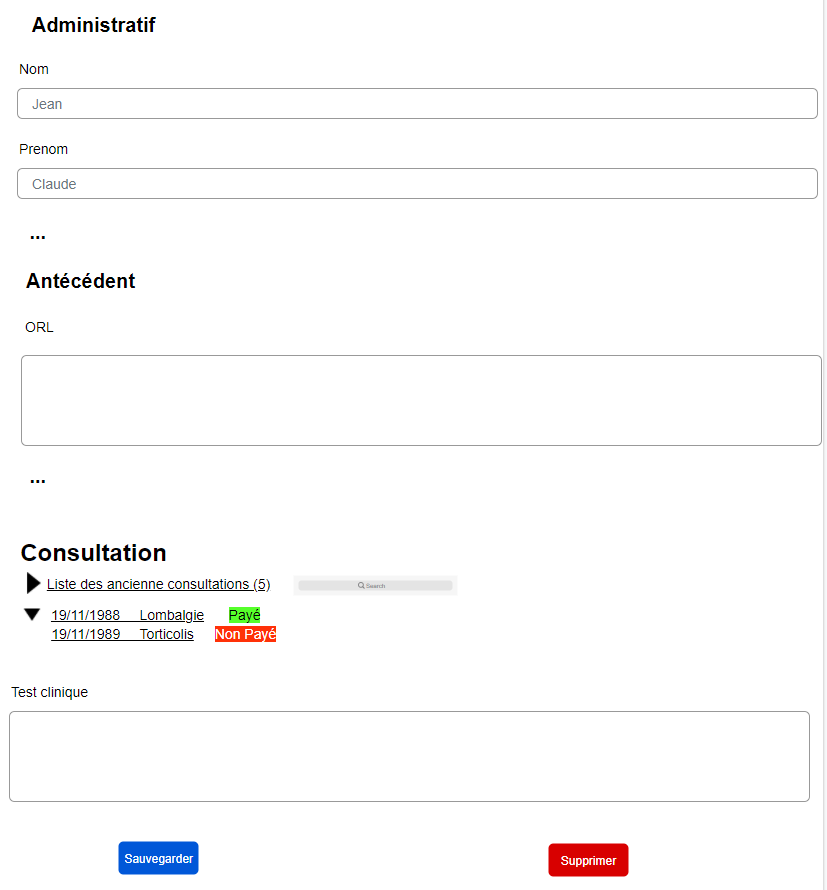 Administratif
Nom
Jean
Prenom
Claude
...
Antécédent
ORL
...
Consultation
Liste des ancienne consultations (5) Search
19/11/1988 Lombalgie Payé
19/11/1989 Torticolis Non Payé
Test clinique
Sauvegarder Supprimer